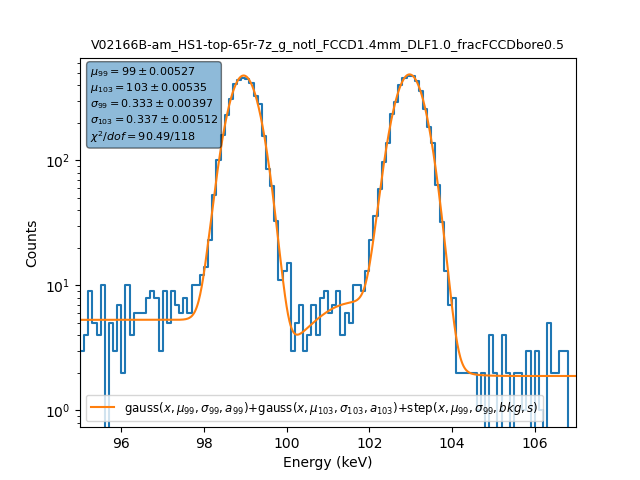 V02166B-am_HS1-top-65r-7z_g_notl_FCCD1.4mm_DLF1.0_fracFCCDbore0.5
μ₉₉ = 99 ± 0.00527
μ₁₀₃ = 103 ± 0.00535
σ₉₉ = 0.333 ± 0.00397
σ₁₀₃ = 0.337 ± 0.00512
χ²/dof = 90.49/118
10²
10¹
10⁰
Counts
gauss(x, μ₉₉, σ₉₉, a₉₉)+gauss(x, μ₁₀₃, σ₁₀₃, a₁₀₃)+step(x, μ₉₉, σ₉₉, bkg, s)
96 98 100 102 104 106
Energy (keV)